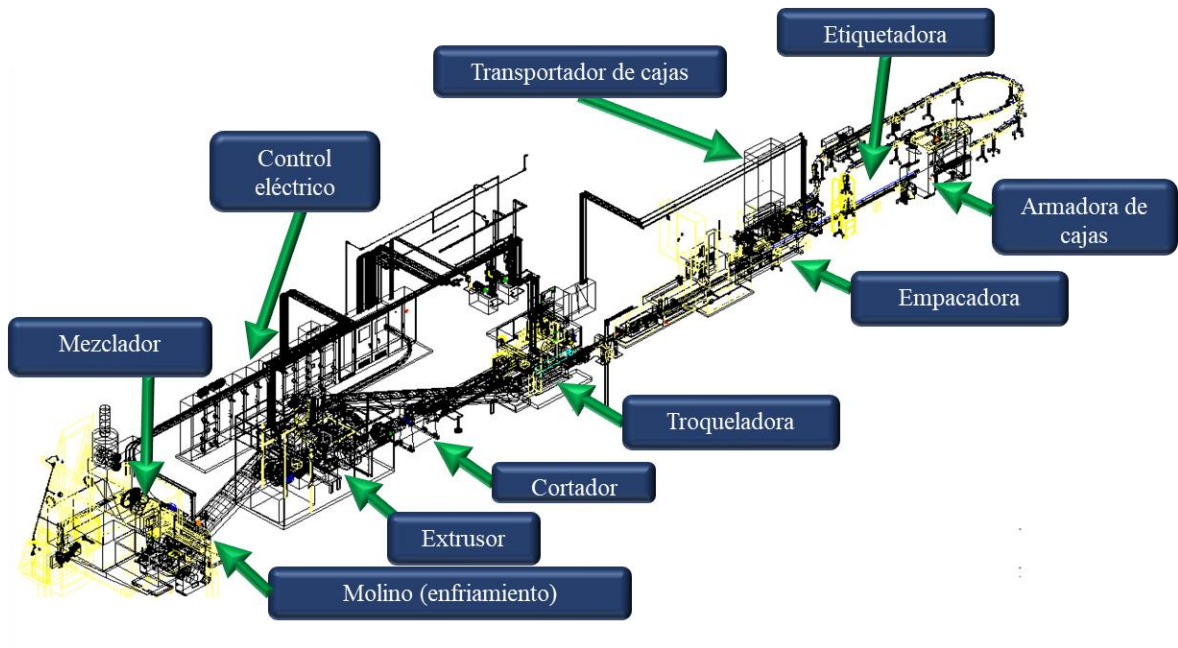 Etiquetadora
Transportador de cajas
Control
eléctrico
Armadora de
cajas
Empacadora
Mezclador
Troqueladora
Cortador
Extrusor
Molino (enfriamiento)